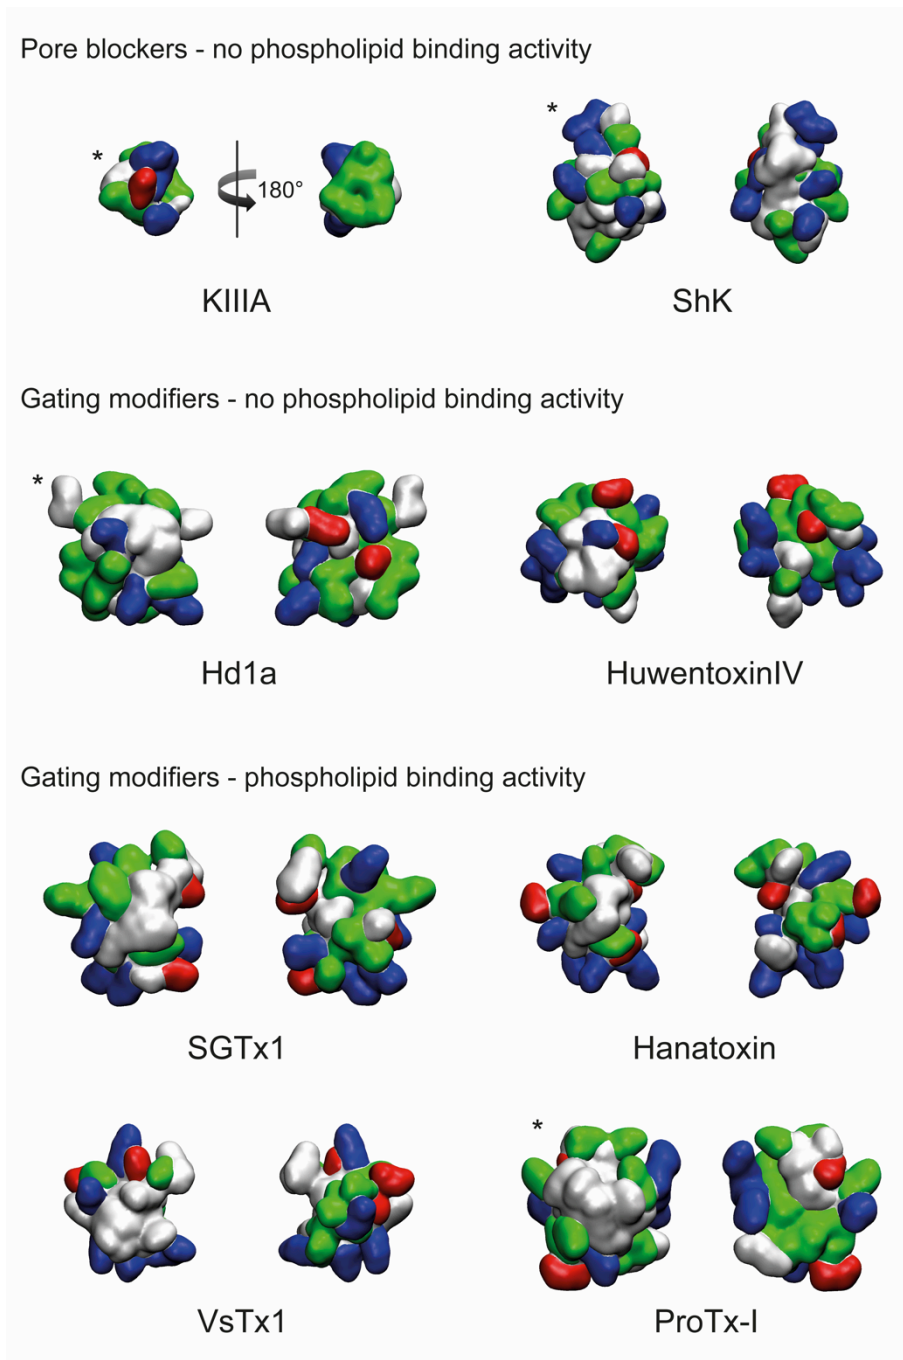 Pore blockers - no phospholipid binding activity
* 180° *
KIIIA ShK
Gating modifiers - no phospholipid binding activity
*
Hd1a HuwentoxinIV
Gating modifiers - phospholipid binding activity
SGTx1 Hanatoxin
*
VsTx1 ProTx-I